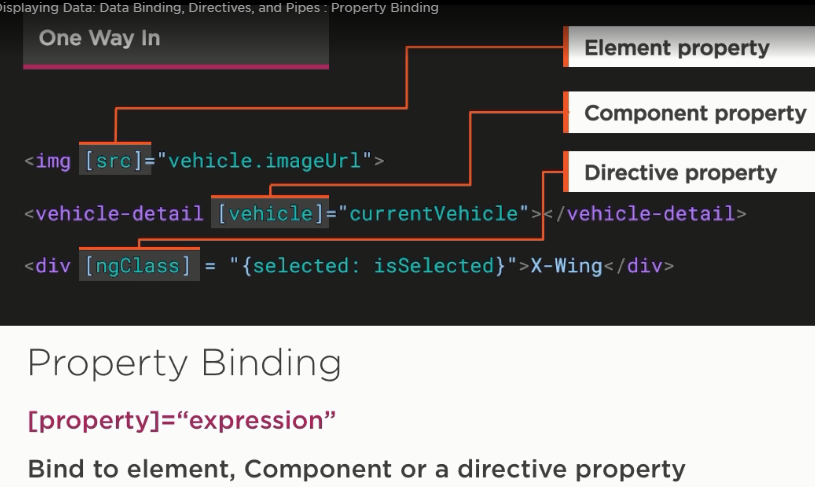 Displaying Data: Data Binding, Directives, and Pipes : Property Binding
One Way In
Element property
Component property
<img [src]="vehicle.imageUrl">
Directive property
<vehicle-detail [vehicle]="currentVehicle"></vehicle-detail>
<div [ngClass] = "{selected: isSelected}">X-Wing</div>
Property Binding
[property]=“expression”
Bind to element, Component or a directive property